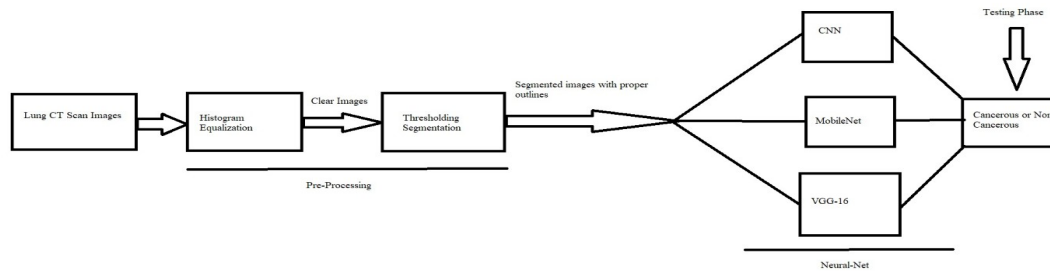 Testing Phase
CNN
Segmented images with proper
outlines
Clear Images
Lung CT Scan Images
Histogram
Equalization
Thresholding
Segmentation
MobileNet
Cancerous or Non
Cancerous
Pre-Processing
VGG-16
Neural-Net